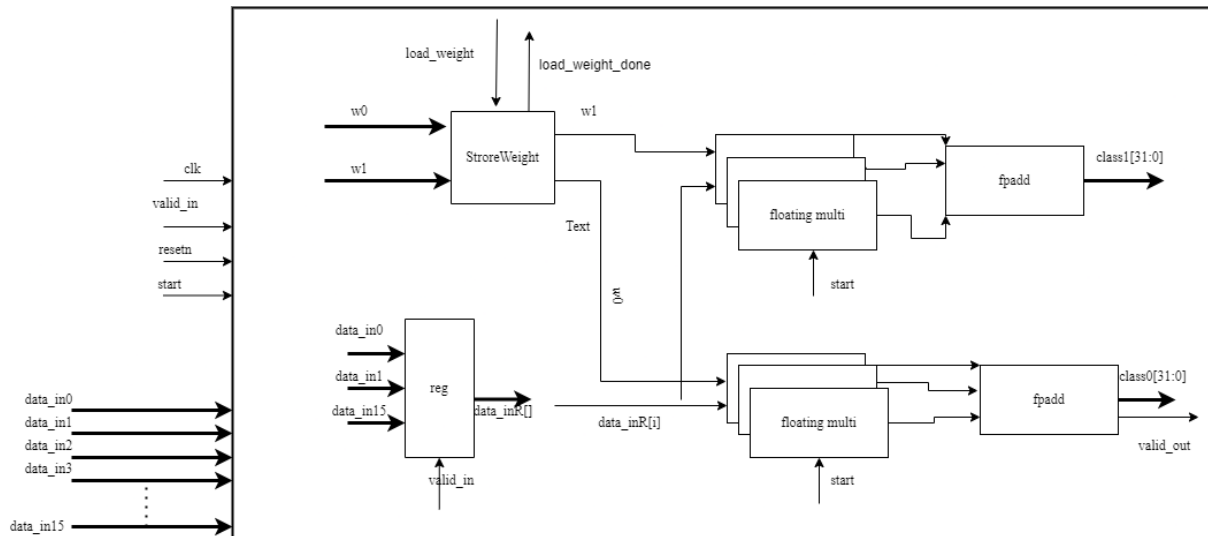 load_weight
load_weight_done
w0
w1
StroreWeight
w1
clk
valid_in
resetn
start
Text
w0
floating multi
start
fpadd
class1[31:0]
data_in0
data_in1
data_in15
reg
data_inR[]
valid_in
data_inR[i]
floating multi
start
fpadd
class0[31:0]
valid_out
data_in0
data_in1
data_in2
data_in3
data_in15